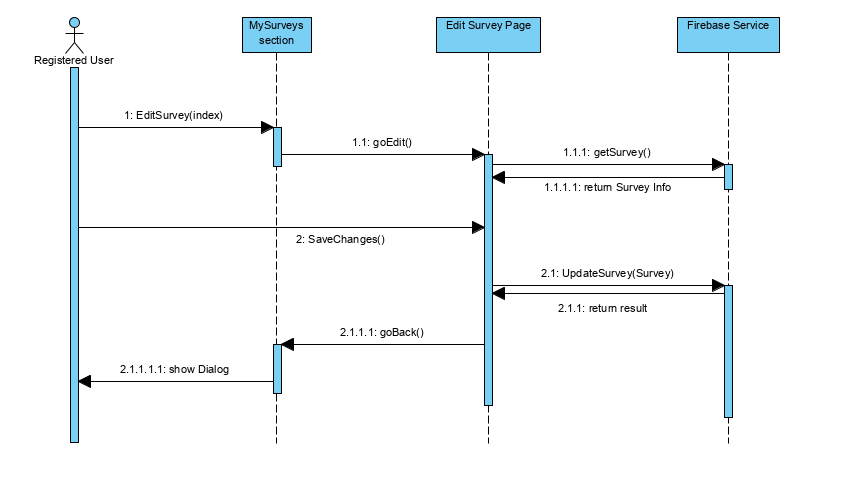 MySurveys
section
Edit Survey Page
Firebase Service
Registered User
1: EditSurvey(index)
1.1: goEdit()
1.1.1: getSurvey()
1.1.1.1: return Survey Info
2: SaveChanges()
2.1: UpdateSurvey(Survey)
2.1.1: return result
2.1.1.1: goBack()
2.1.1.1.1: show Dialog